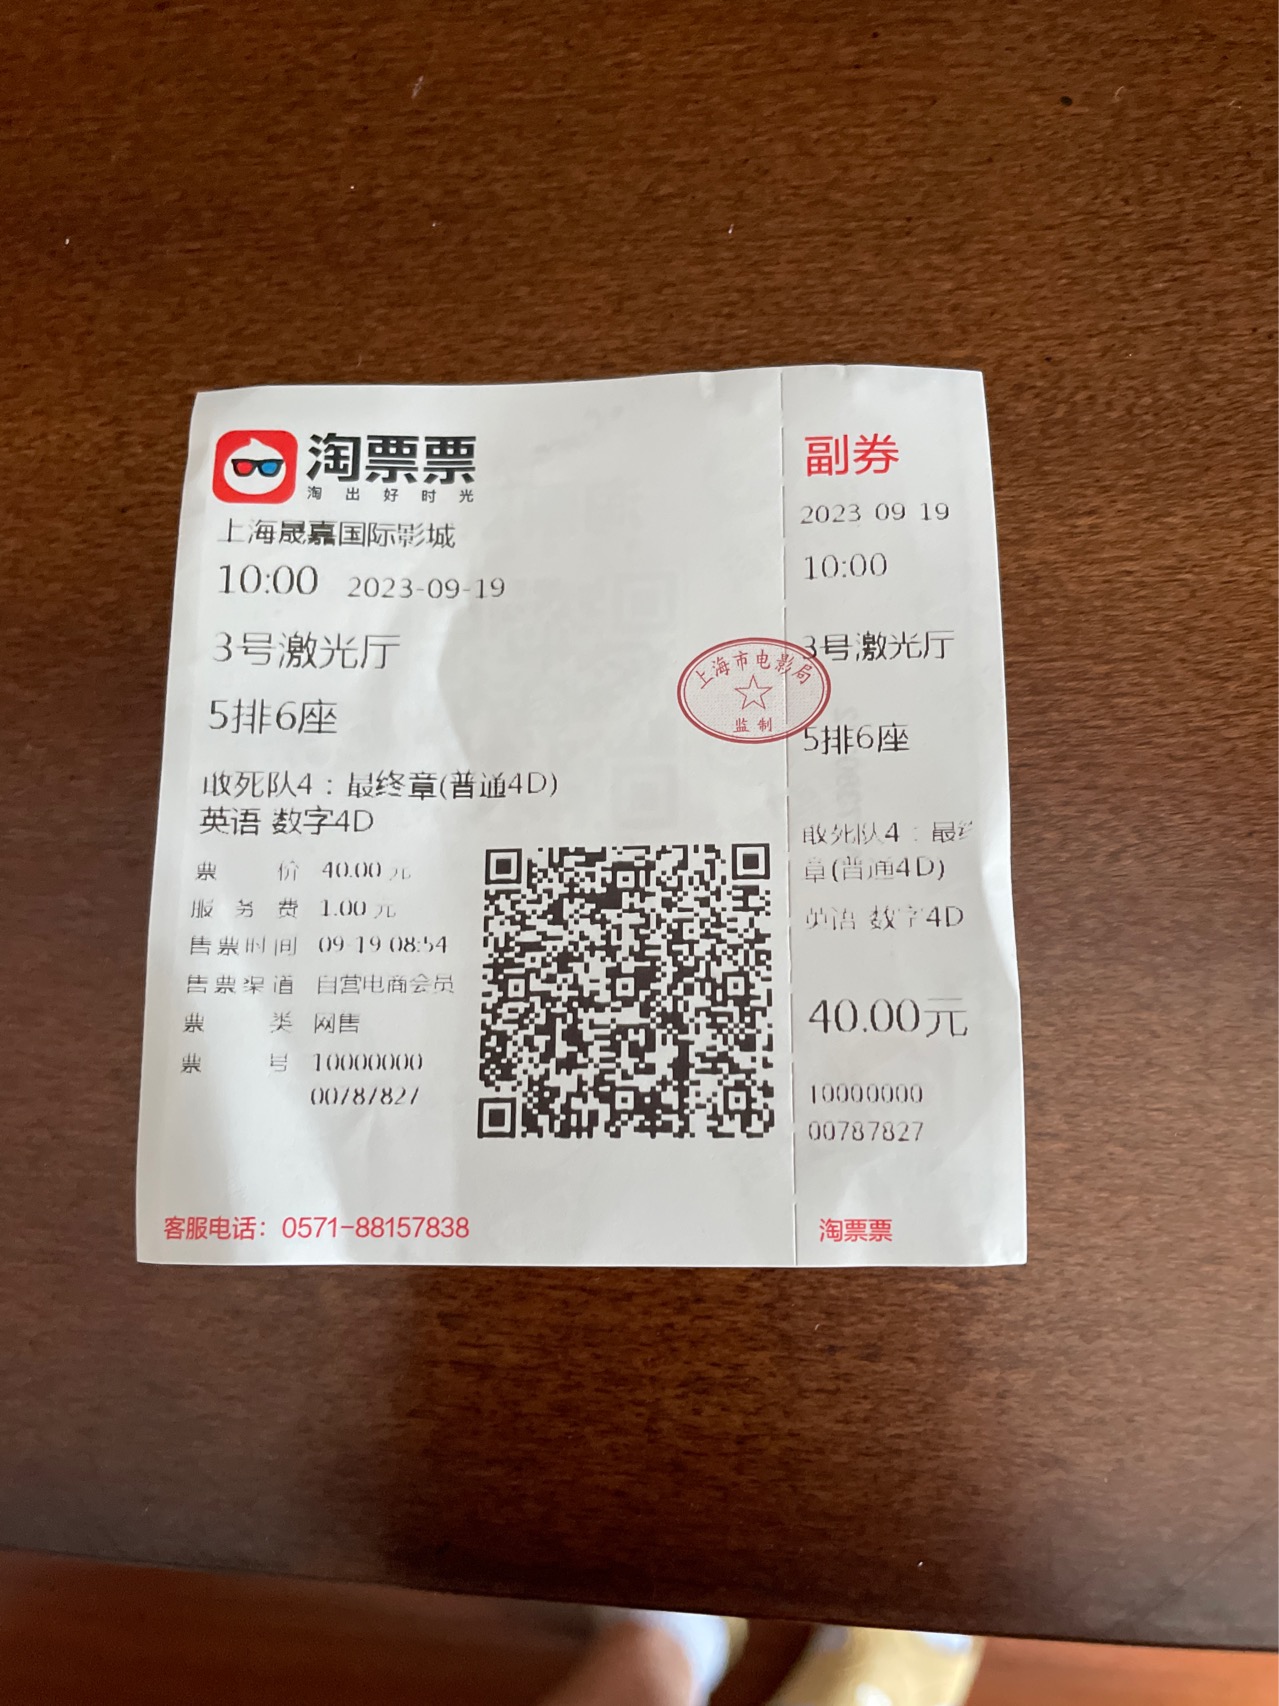 淘票票
淘出好时光
上海晟嘉国际影城
10:00 2023-09-19
3号激光厅
5排6座
敢死队4：最终章(普通4D)
英语 数字4D
票价 40.00 元
服务费 1.00 元
售票时间 09-19 08:54
售票渠道 自营电商会员
票类 网售
票号 10000000
00787827
客服电话：0571-88157838
上海市电影局
监制
副券
2023 09 19
10:00
3号激光厅
5排6座
敢死队4：最终
章(普通4D)
英语 数字4D
40.00元
10000000
00787827
淘票票